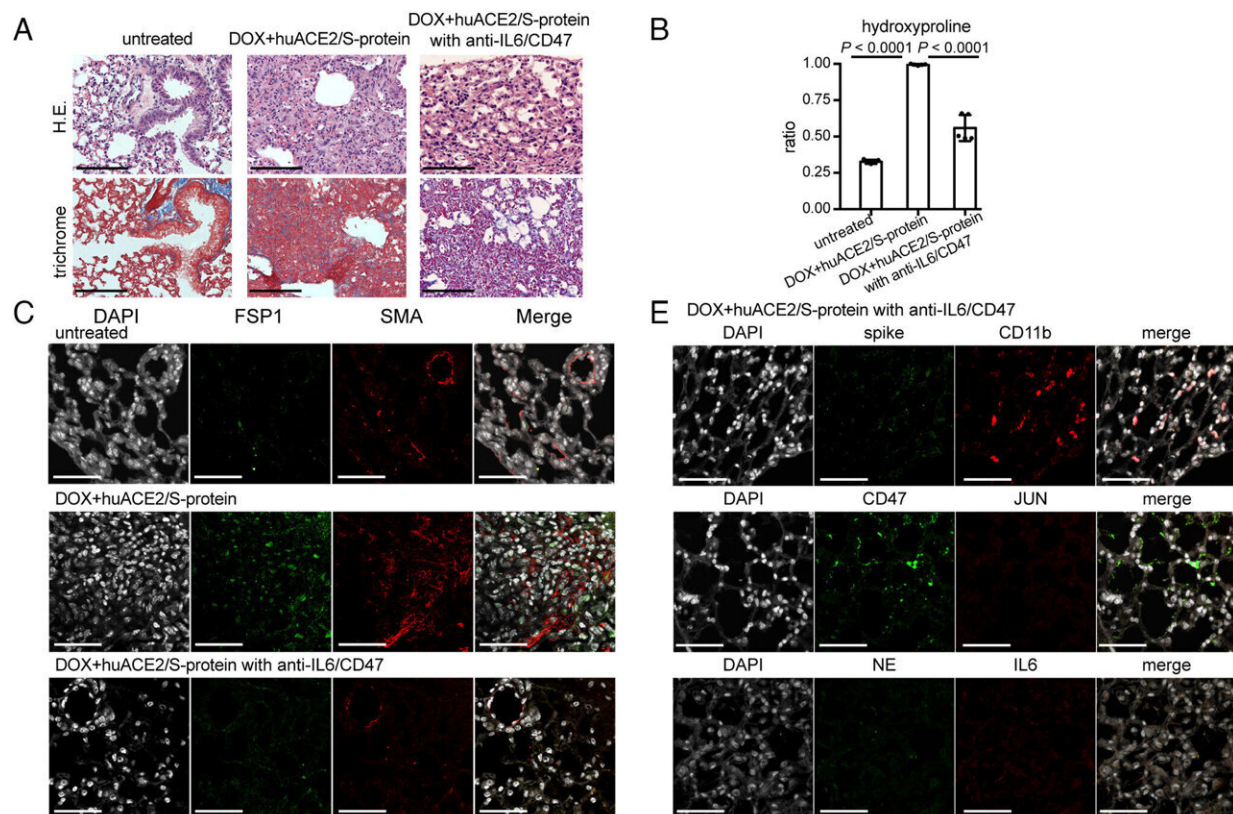 A
untreated
DOX+huACE2/S-protein
DOX+huACE2/S-protein
with anti-IL6/CD47
H.E.
trichrome
B
hydroxyproline
P < 0.0001 P < 0.0001
1.00
0.75
0.50
0.25
0.00
ratio
untreated
DOX+huACE2/S-protein
DOX+huACE2/S-protein
with anti-IL6/CD47
C
DAPI FSP1 SMA Merge
untreated
DOX+huACE2/S-protein
DOX+huACE2/S-protein with anti-IL6/CD47
E
DOX+huACE2/S-protein with anti-IL6/CD47
DAPI spike CD11b merge
DAPI CD47 JUN merge
DAPI NE IL6 merge